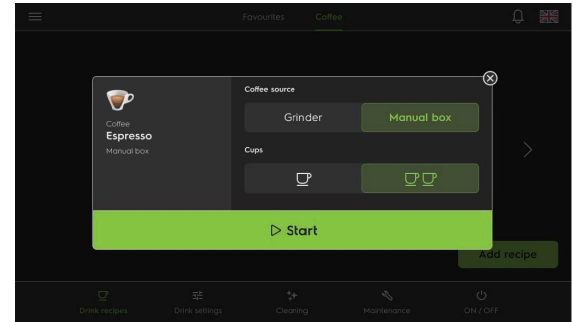 Favourites Coffee
Coffee source
Grinder Manual box
Coffee
Espresso
Manual box
Cups
Start
Add recipe
Drink recipes Drink settings Cleaning Maintenance ON / OFF